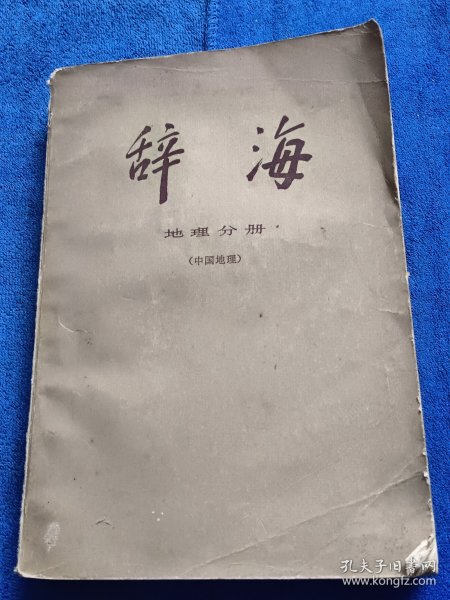 辞海
地理分册
（中国地理）
孔夫子旧书网
www.kongfz.com